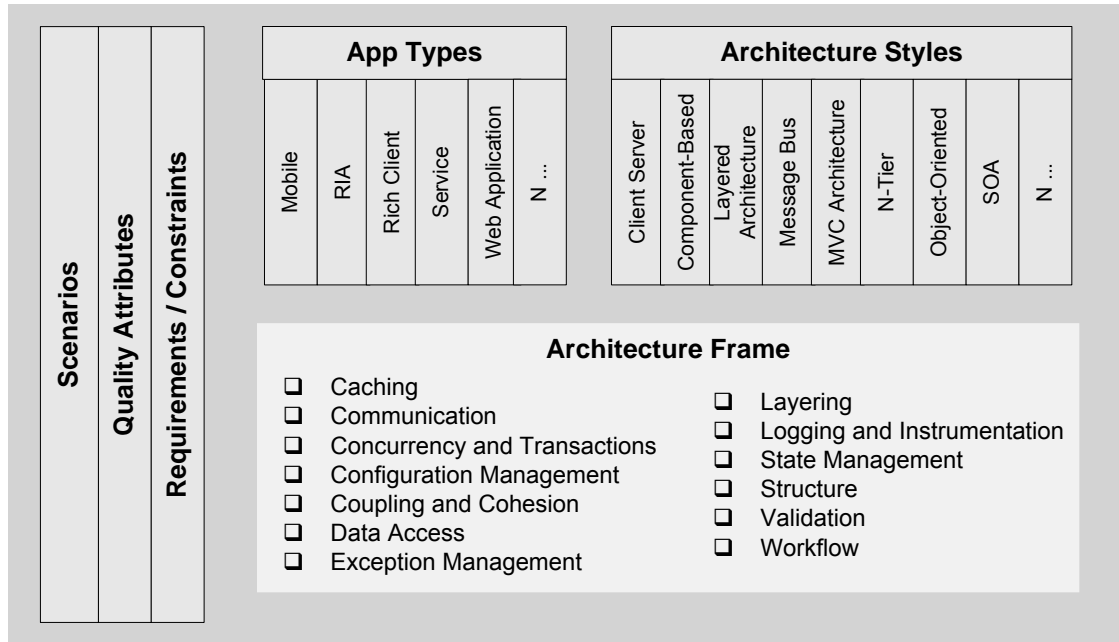 Scenarios
Quality Attributes
Requirements / Constraints
App Types
Mobile
RIA
Rich Client
Service
Web Application
N ...
Architecture Styles
Client Server
Component-Based
Layered
Architecture
Message Bus
MVC Architecture
N-Tier
Object-Oriented
SOA
N ...
Architecture Frame
❑ Caching
❑ Communication
❑ Concurrency and Transactions
❑ Configuration Management
❑ Coupling and Cohesion
❑ Data Access
❑ Exception Management
❑ Layering
❑ Logging and Instrumentation
❑ State Management
❑ Structure
❑ Validation
❑ Workflow